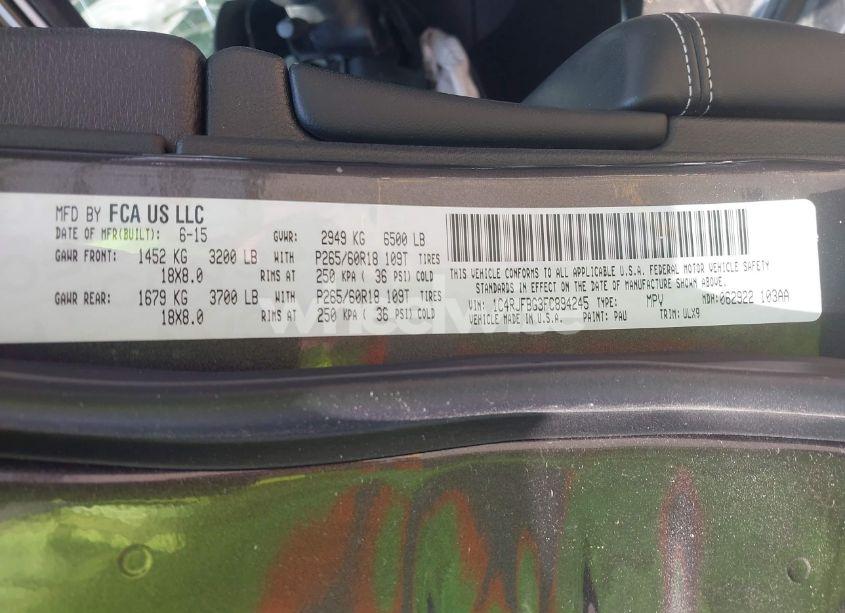 MFD BY FCA US LLC
DATE OF MFR(BUILT): 6-15 GVWR: 2949 KG 6500 LB
GAWR FRONT: 1452 KG 3200 LB WITH P265/60R18 109T TIRES
18X8.0 RIMS AT 250 KPA ( 36 PSI) COLD
GAWR REAR: 1679 KG 3700 LB WITH P265/60R18 109T TIRES
18X8.0 RIMS AT 250 KPA ( 36 PSI) COLD
THIS VEHICLE CONFORMS TO ALL APPLICABLE U.S.A. FEDERAL MOTOR VEHICLE SAFETY
STANDARDS IN EFFECT ON THE DATE OF MANUFACTURE SHOWN ABOVE
VIN: 1C4RJFBG3FC894245 TYPE: MPV MDH: 062922 103AA
VEHICLE MADE IN U.S.A. PAINT: PAU TRIM: ULX9